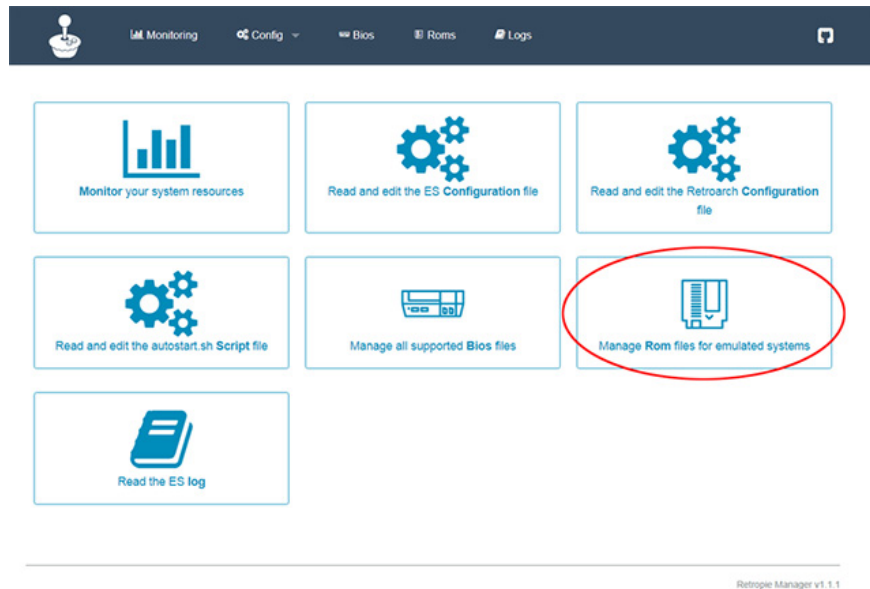 Monitoring Config Bios Roms Logs
Monitor your system resources
Read and edit the ES Configuration file
Read and edit the Retroarch Configuration
file
Read and edit the autostart.sh Script file
Manage all supported Bios files
Manage Rom files for emulated systems
Read the ES log
Retropie Manager v1.1.1